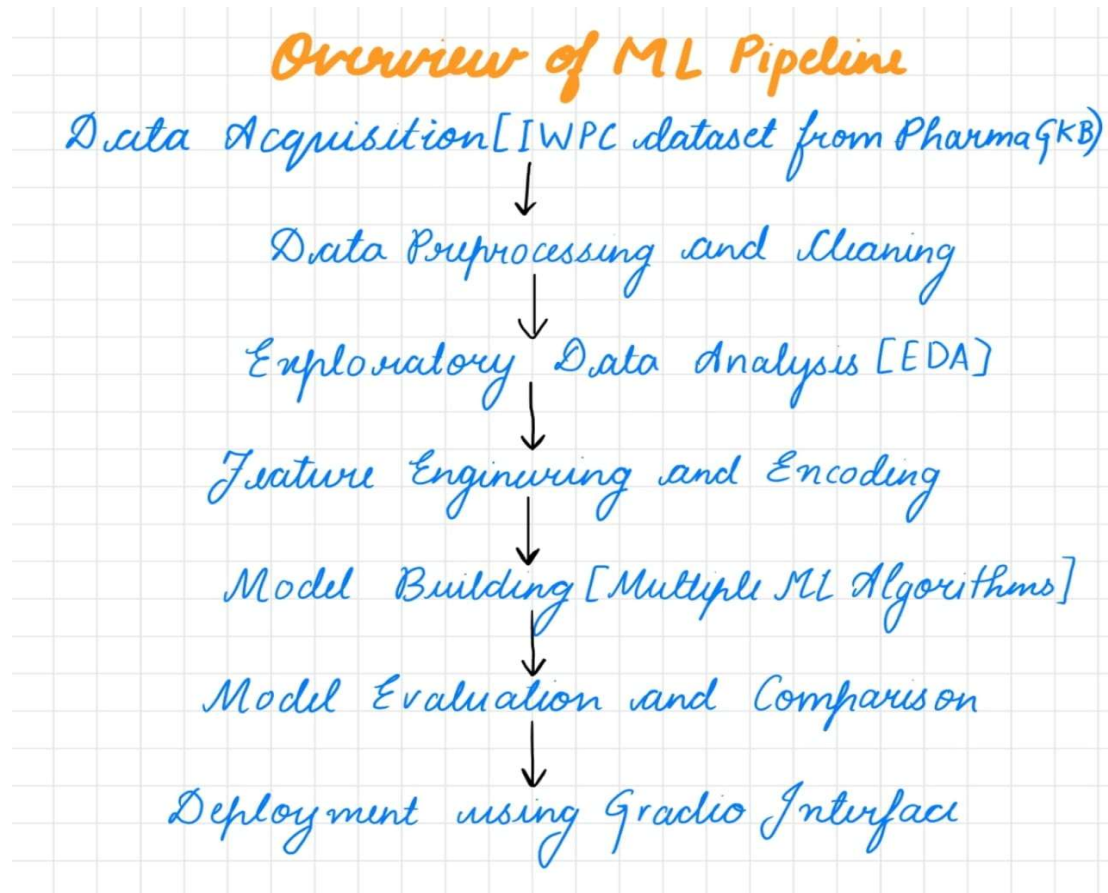 Overview of ML Pipeline
Data Acquisition[IWPC dataset from PharmaGKB)
Data Preprocessing and Cleaning
Exploratory Data Analysis [EDA]
Feature Engineering and Encoding
Model Building [Multiple ML Algorithms]
Model Evaluation and Comparison
Deployment using Gradio Interface